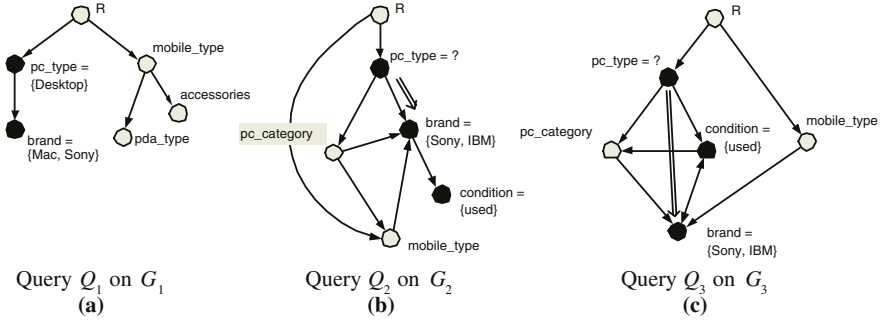 R
mobile_type
pc_type =
{Desktop}
accessories
brand =
{Mac, Sony}
pda_type
Query Q1 on G1
(a)
R
pc_type = ?
pc_category
brand =
{Sony, IBM}
condition =
{used}
mobile_type
Query Q2 on G2
(b)
R
pc_type = ?
pc_category
condition =
{used}
mobile_type
brand =
{Sony, IBM}
Query Q3 on G3
(c)